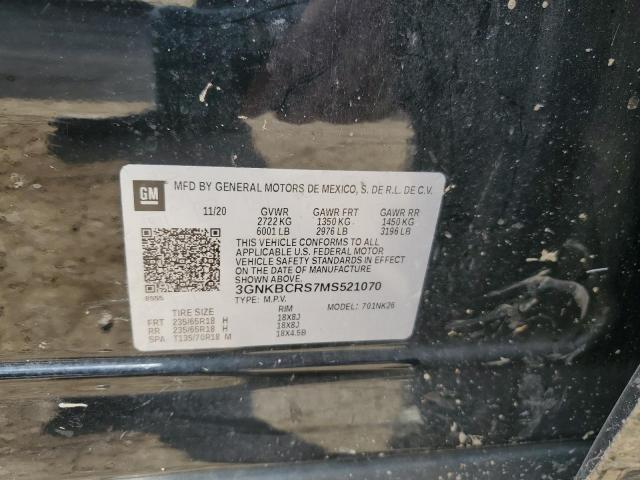 GM
MFD BY GENERAL MOTORS DE MEXICO, S. DE R.L. DE C.V.
11/20 GVWR GAWR FRT GAWR RR
2722 KG 1350 KG 1450 KG
6001 LB 2976 LB 3196 LB
THIS VEHICLE CONFORMS TO ALL
APPLICABLE U.S. FEDERAL MOTOR
VEHICLE SAFETY STANDARDS IN EFFECT
ON THE DATE OF MANUFACTURE
SHOWN ABOVE.
3GNKBCRS7MS521070
TYPE: M.P.V. MODEL: 701NK26
TIRE SIZE RIM
FRT 235/65R18 H 18X8J
RR 235/65R18 H 18X8J
SPA T135/70R18 M 18X4.5B